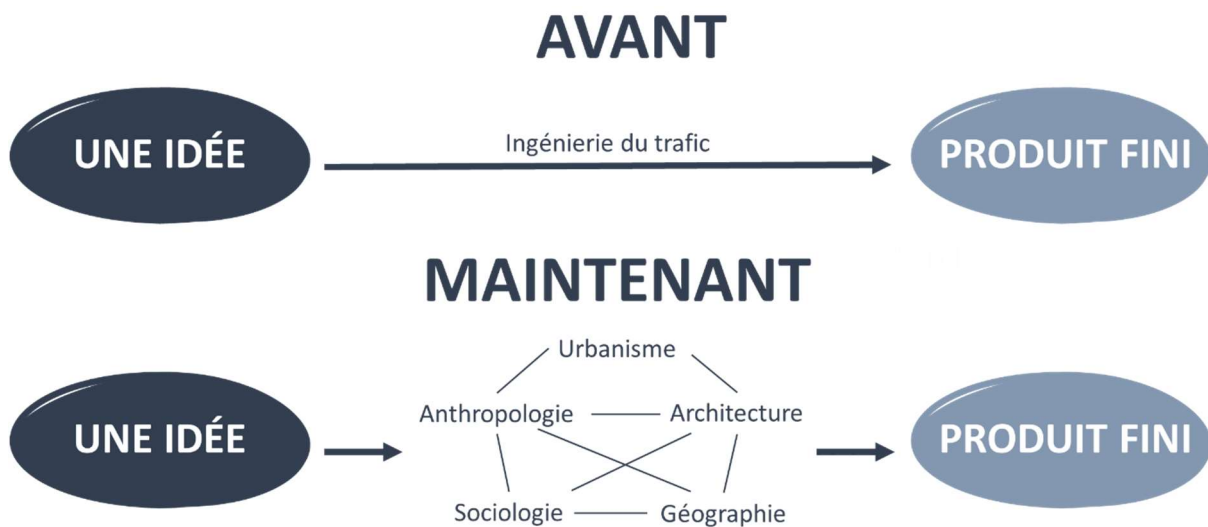 AVANT
UNE IDÉE
Ingénierie du trafic
PRODUIT FINI
MAINTENANT
Urbanisme
UNE IDÉE
Anthropologie
Architecture
PRODUIT FINI
Sociologie
Géographie